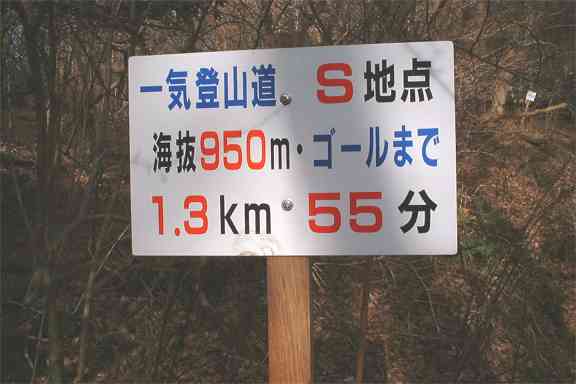 一気登山道 S地点
海抜950m・ゴールまで
1.3km 55分